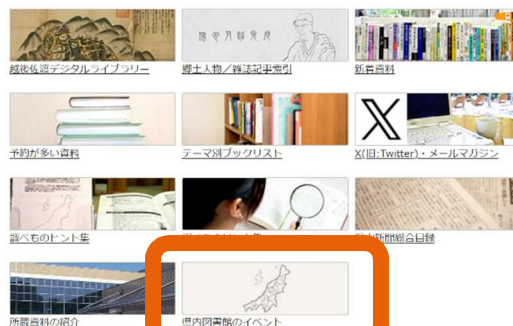 越後佐渡デジタルライブラリー
郷土人物／雑誌記事索引
新着資料
予約が多い資料
テーマ別ブックリスト
X
X(旧:Twitter)・メールマガジン
調べものヒント集
新聞総合目録
所蔵資料の紹介
県内図書館のイベント